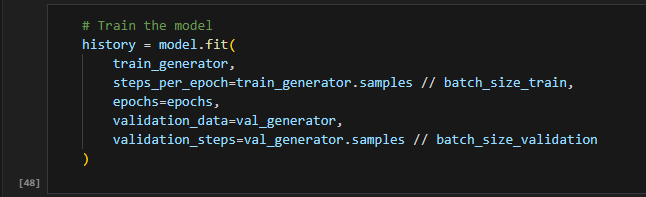 # Train the model
history = model.fit(
train_generator,
steps_per_epoch=train_generator.samples // batch_size_train,
epochs=epochs,
validation_data=val_generator,
validation_steps=val_generator.samples // batch_size_validation
)
[48]